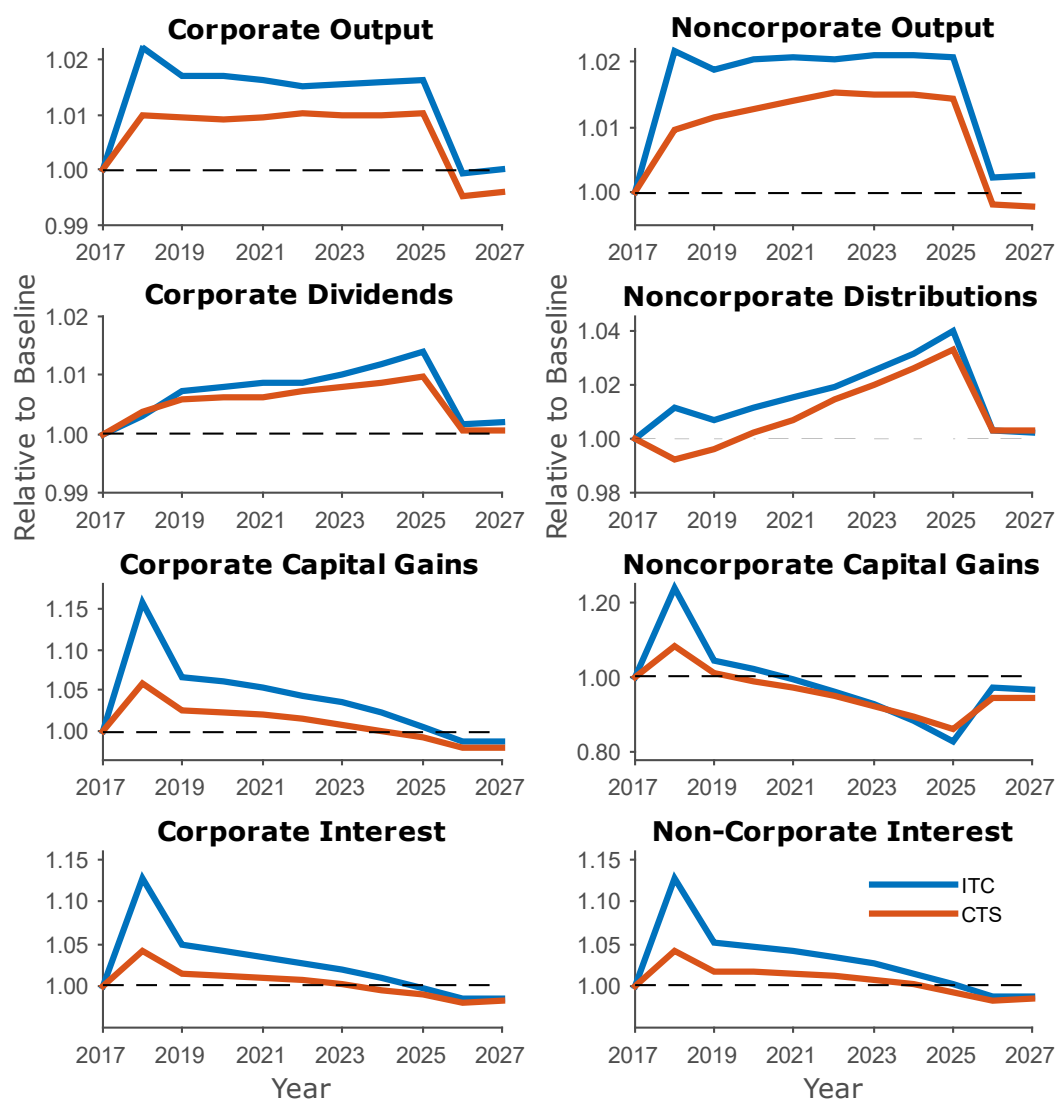 Corporate Output
1.02
1.01
1.00
0.99
2017 2019 2021 2023 2025 2027
Noncorporate Output
1.02
1.01
1.00
2017 2019 2021 2023 2025 2027
Relative to Baseline
Corporate Dividends
1.02
1.01
1.00
0.99
2017 2019 2021 2023 2025 2027
Relative to Baseline
Noncorporate Distributions
1.04
1.02
1.00
0.98
2017 2019 2021 2023 2025 2027
Corporate Capital Gains
1.15
1.10
1.05
1.00
2017 2019 2021 2023 2025 2027
Noncorporate Capital Gains
1.20
1.00
0.80
2017 2019 2021 2023 2025 2027
Corporate Interest
1.15
1.10
1.05
1.00
2017 2019 2021 2023 2025 2027
Year
Non-Corporate Interest
1.15
1.10
1.05
1.00
ITC
CTS
2017 2019 2021 2023 2025 2027
Year